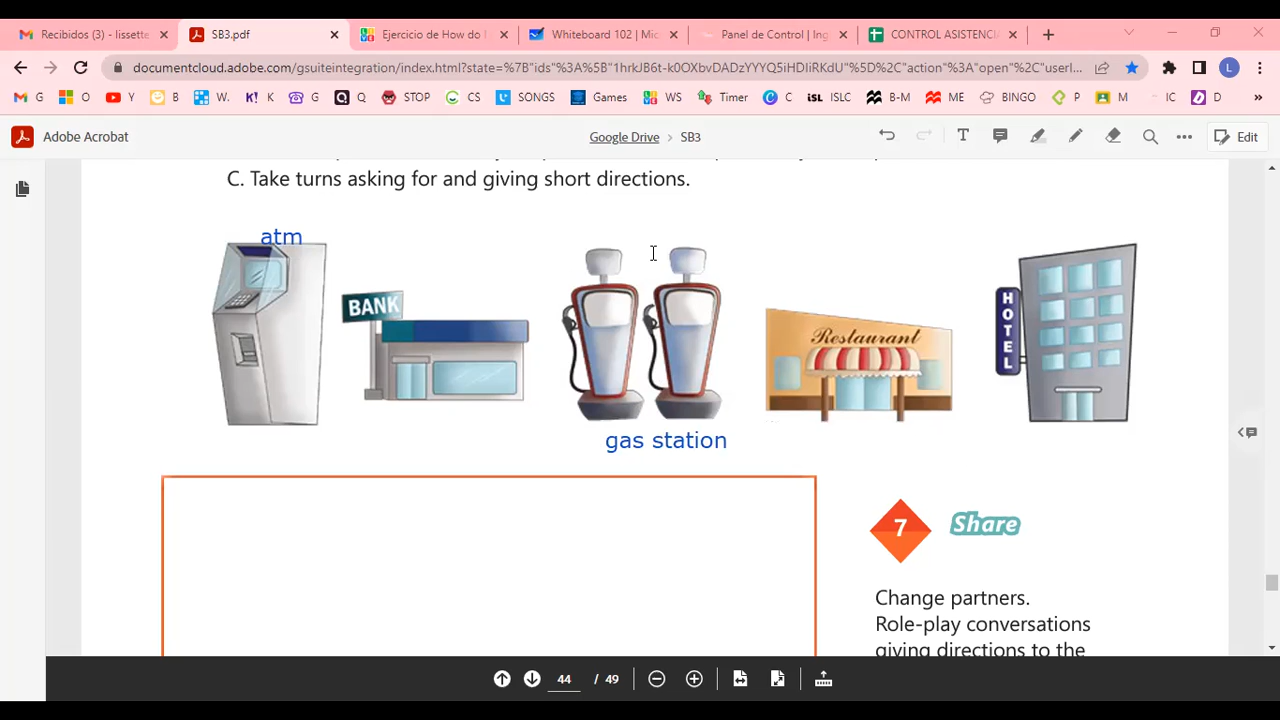 Recibidos (3) - lissette
SB3.pdf
Ejercicio de How do
Whiteboard 102 | Mic
Panel de Control | Ing
CONTROL ASISTENCIA
documentcloud.adobe.com/gsuiteintegration/index.html?state=%7B"ids"%3A%5B"1hrkJB6t-k0OXbvDADzYYYQ5iHDIiRKdU"%5D%2C"action"%3A"open"%2C"userI...
L
G
O
Y
B
W.
K!
G
Q
STOP
CS
SONGS
Games
WS
Timer
C
ISLC
B-M
ME
BINGO
P
M
IC
D
»
Adobe Acrobat
Google Drive
SB3
Edit
C. Take turns asking for and giving short directions.
atm
BANK
Restaurant
HOTEL
gas station
7
Share
Change partners.
Role-play conversations
giving directions to the
44 / 49